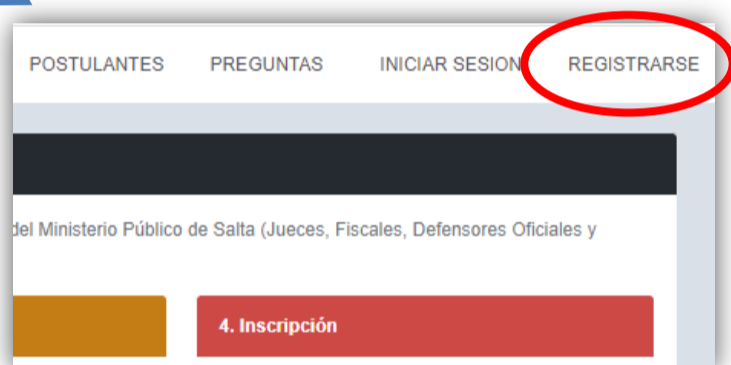 POSTULANTES PREGUNTAS INICIAR SESION REGISTRARSE
del Ministerio Público de Salta (Jueces, Fiscales, Defensores Oficiales y
4. Inscripción